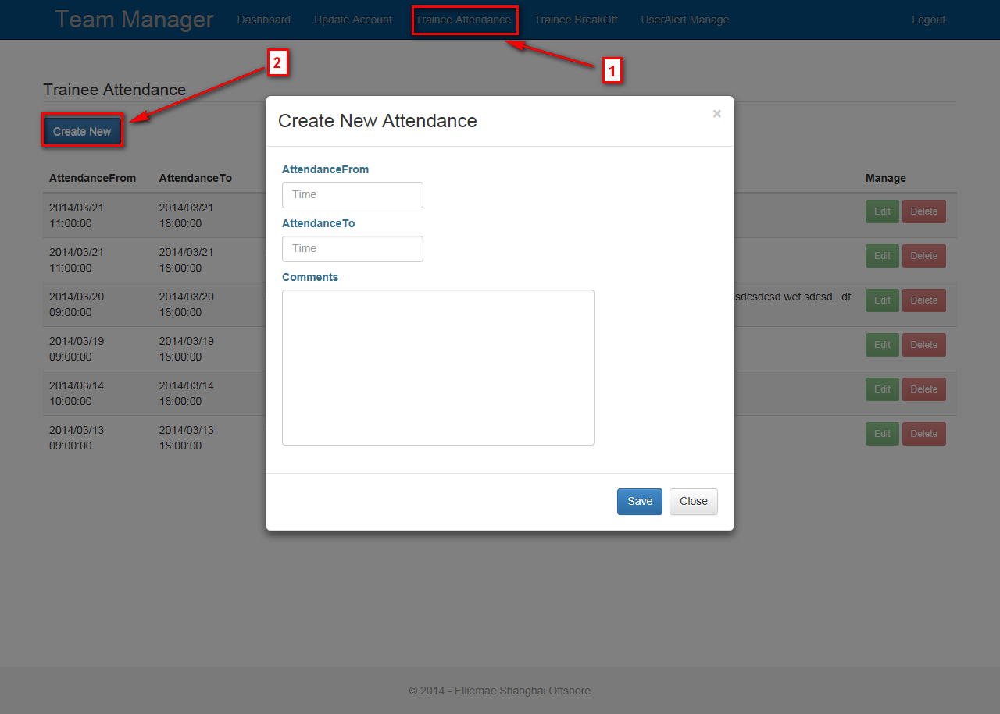 Team Manager Dashboard Update Account Trainee Attendance Trainee BreakOff UserAlert Manage Logout
2
1
Trainee Attendance
Create New
Create New Attendance ×
AttendanceFrom AttendanceTo Manage
2014/03/21 2014/03/21 Edit Delete
11:00:00 18:00:00
2014/03/21 2014/03/21 Edit Delete
11:00:00 18:00:00
2014/03/20 2014/03/20 ssdcsdcsd wef sdcsd . df Edit Delete
09:00:00 18:00:00
2014/03/19 2014/03/19 Edit Delete
09:00:00 18:00:00
2014/03/14 2014/03/14 Edit Delete
10:00:00 18:00:00
2014/03/13 2014/03/13 Edit Delete
09:00:00 18:00:00
AttendanceFrom
Time
AttendanceTo
Time
Comments
Save Close
© 2014 - Elliemae Shanghai Offshore